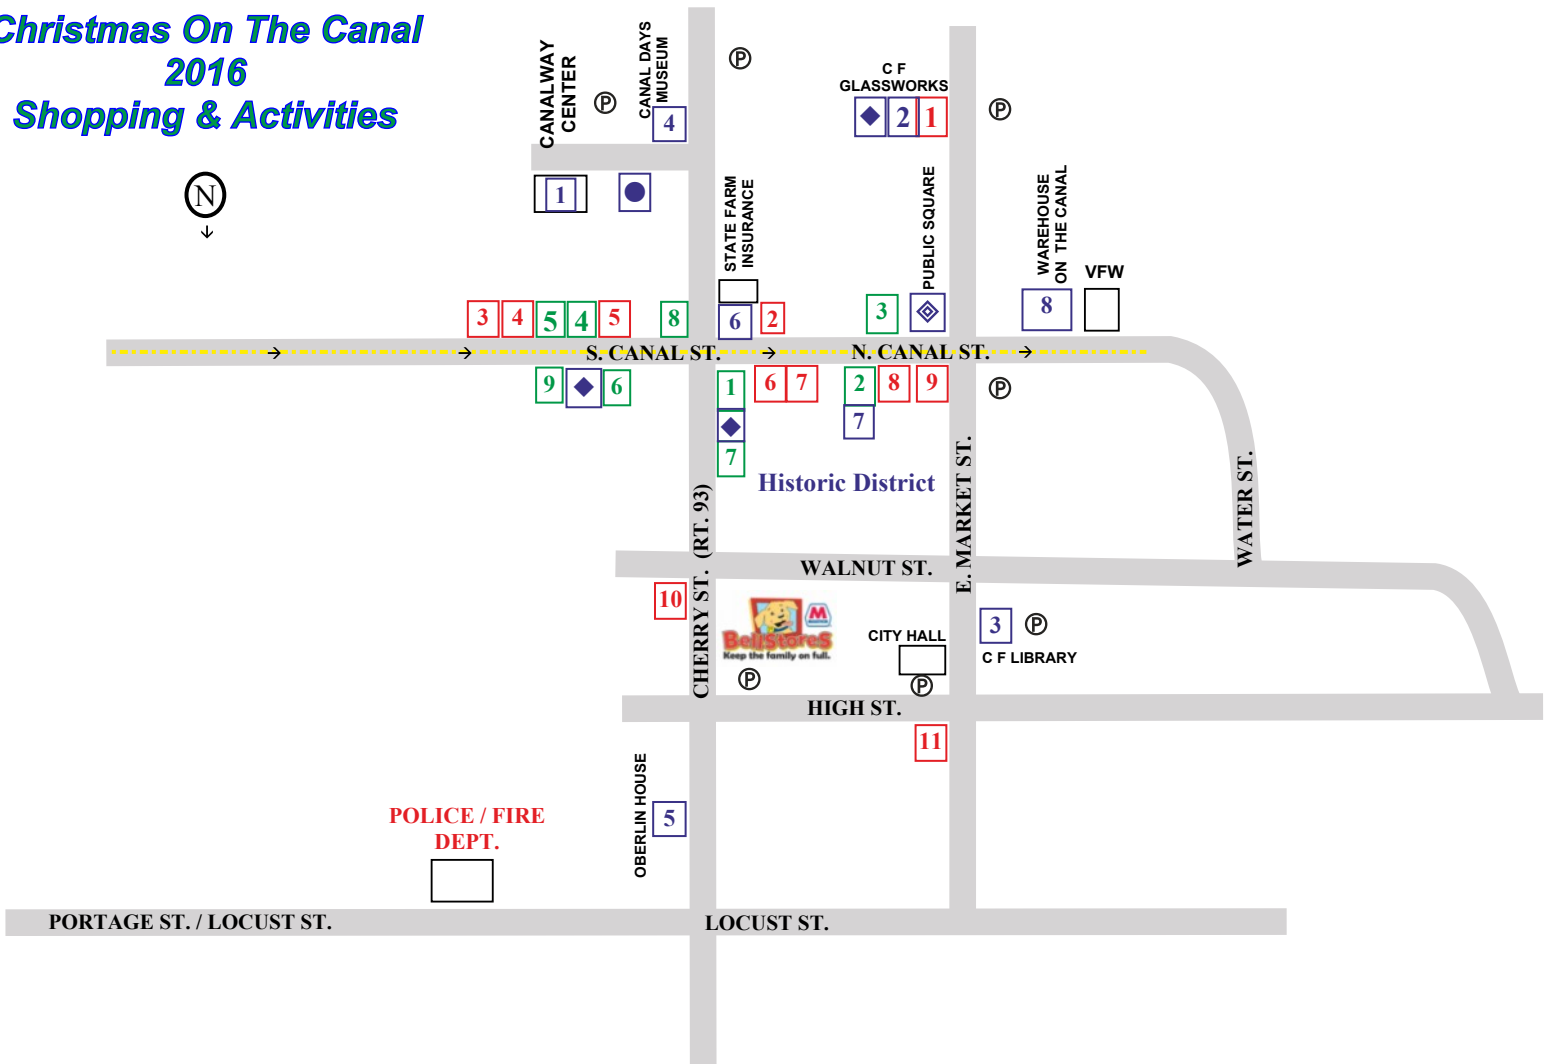 Christmas On The Canal
2016
Shopping & Activities
N
CANALWAY
CENTER
P
CANAL DAYS
MUSEUM
4
P
C F
GLASSWORKS
2
1
P
1
STATE FARM
INSURANCE
PUBLIC SQUARE
WAREHOUSE
ON THE CANAL
VFW
3
4
5
4
5
8
6
2
3
8
S. CANAL ST.
N. CANAL ST.
9
6
1
6
7
2
8
9
P
7
7
Historic District
CHERRY ST. (RT. 93)
E. MARKET ST.
WATER ST.
WALNUT ST.
10
M
BellStores
Keep the family on full.
P
CITY HALL
P
3
P
C F LIBRARY
HIGH ST.
11
OBERLIN HOUSE
5
POLICE / FIRE
DEPT.
PORTAGE ST. / LOCUST ST.
LOCUST ST.